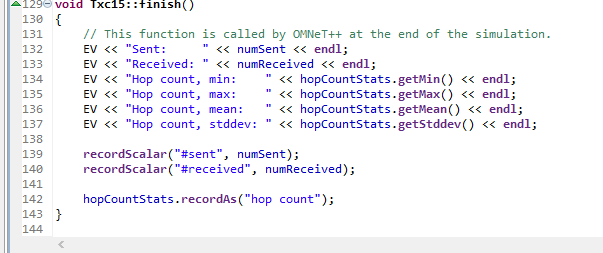 129 void Txc15::finish()
130 {
131     // This function is called by OMNeT++ at the end of the simulation.
132     EV << "Sent:     " << numSent << endl;
133     EV << "Received: " << numReceived << endl;
134     EV << "Hop count, min:    " << hopCountStats.getMin() << endl;
135     EV << "Hop count, max:    " << hopCountStats.getMax() << endl;
136     EV << "Hop count, mean:   " << hopCountStats.getMean() << endl;
137     EV << "Hop count, stddev: " << hopCountStats.getStddev() << endl;
138
139     recordScalar("#sent", numSent);
140     recordScalar("#received", numReceived);
141
142     hopCountStats.recordAs("hop count");
143 }
144